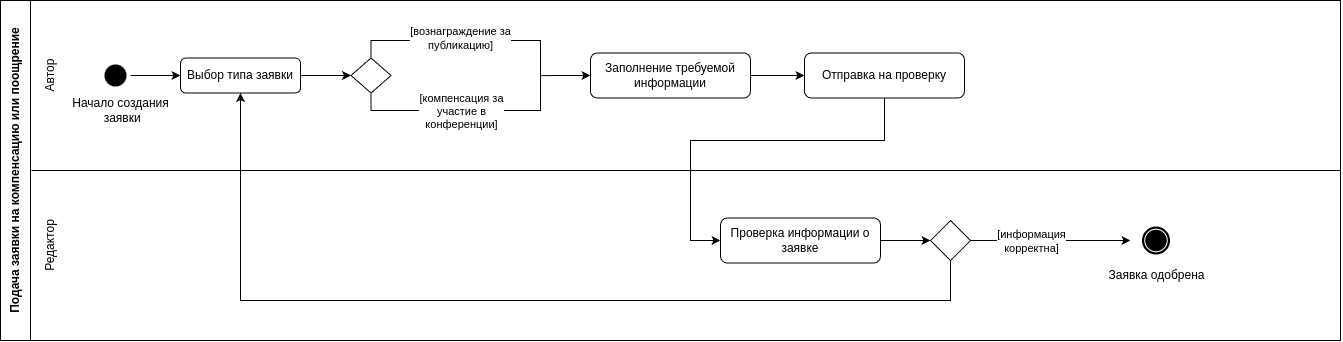 Подача заявки на компенсацию или поощрение
Автор
Начало создания
заявки
Выбор типа заявки
[вознаграждение за
публикацию]
[компенсация за
участие в
конференции]
Заполнение требуемой
информации
Отправка на проверку
Редактор
Проверка информации о
заявке
[информация
корректна]
Заявка одобрена